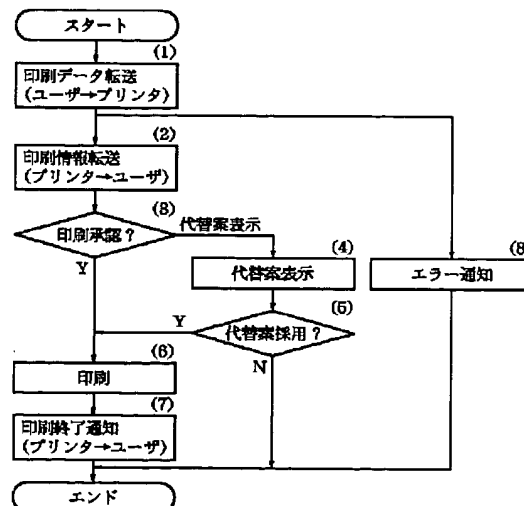 スタート
(1)
印刷データ転送
(ユーザ→プリンタ)
(2)
印刷情報転送
(プリンタ→ユーザ)
(3)
印刷承認?
代替案表示
Y
(4)
代替案表示
(8
エラー通知
(5)
代替案採用?
Y
N
(6)
印刷
(7)
印刷終了通知
(プリンタ→ユーザ)
エンド